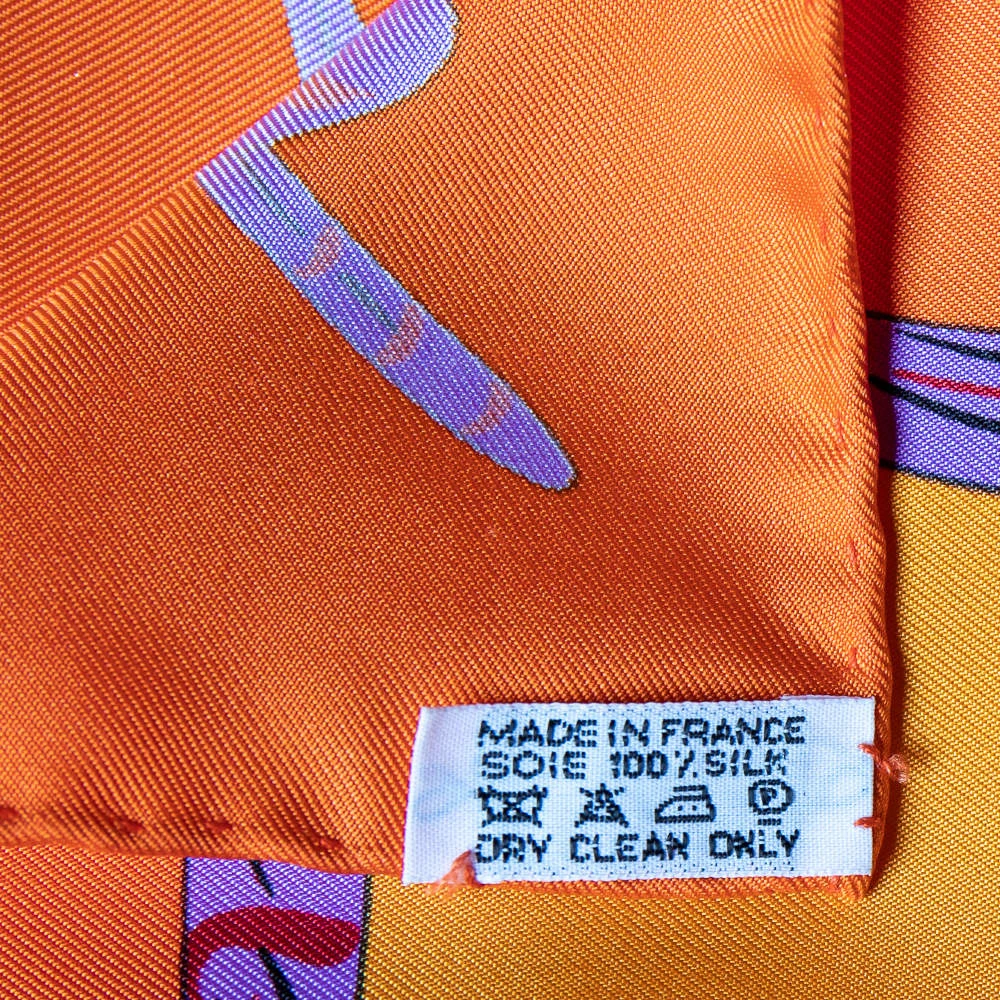 MADE IN FRANCE
SOIE 100% SILK
P
DRY CLEAN ONLY